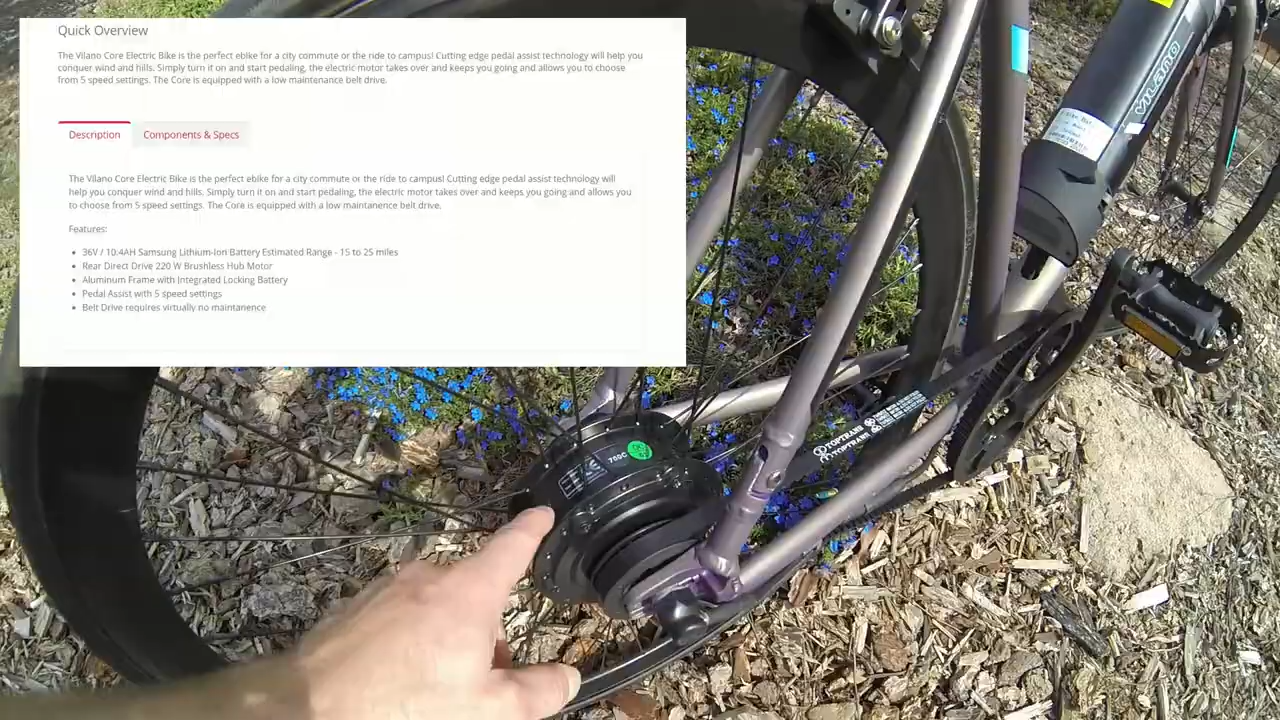 Quick Overview
The Vilano Core Electric Bike is the perfect ebike for a city commute or the ride to campus! Cutting edge pedal assist technology will help you
conquer wind and hills. Simply turn it on and start pedaling, the electric motor takes over and keeps you going and allows you to choose
from 5 speed settings. The Core is equipped with a low maintenance belt drive.
Description
Components & Specs
The Vilano Core Electric Bike is the perfect ebike for a city commute or the ride to campus! Cutting edge pedal assist technology will
help you conquer wind and hills. Simply turn it on and start pedaling, the electric motor takes over and keeps you going and allows you
to choose from 5 speed settings. The Core is equipped with a low maintanence belt drive.
Features:
36V / 10.4AH Samsung Lithium-Ion Battery Estimated Range - 15 to 25 miles
Rear Direct Drive 220 W Brushless Hub Motor
Aluminum Frame with Integrated Locking Battery
Pedal Assist with 5 speed settings
Belt Drive requires virtually no maintanence
VILANO
700C
TOPTRANS
TOPTRANS